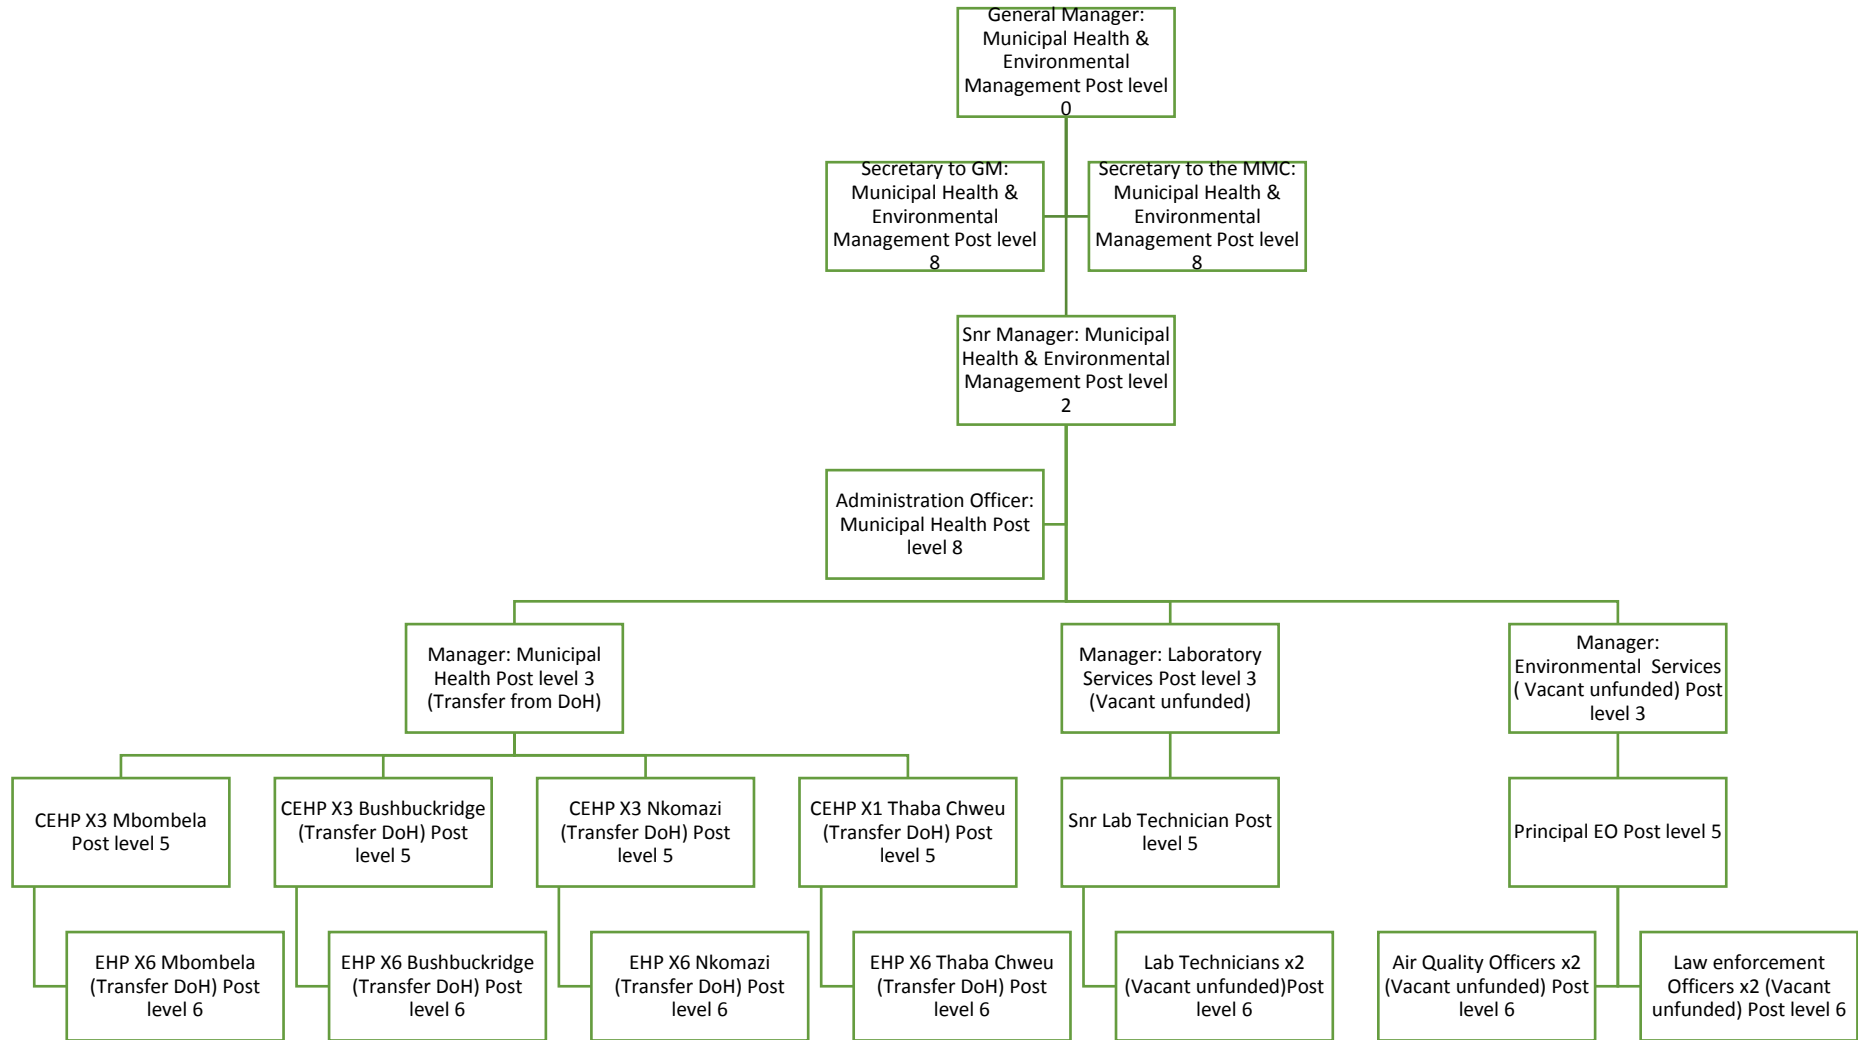 General Manager:
Municipal Health &
Environmental
Management Post level
0
Secretary to GM:
Municipal Health &
Environmental
Management Post level
8
Secretary to the MMC:
Municipal Health &
Environmental
Management Post level
8
Snr Manager: Municipal
Health & Environmental
Management Post level
2
Administration Officer:
Municipal Health Post
level 8
Manager: Municipal
Health Post level 3
(Transfer from DoH)
Manager: Laboratory
Services Post level 3
(Vacant unfunded)
Manager:
Environmental  Services
( Vacant unfunded) Post
level 3
CEHP X3 Mbombela
Post level 5
CEHP X3 Bushbuckridge
(Transfer DoH) Post
level 5
CEHP X3 Nkomazi
(Transfer DoH) Post
level 5
CEHP X1 Thaba Chweu
(Transfer DoH) Post
level 5
Snr Lab Technician Post
level 5
Principal EO Post level 5
EHP X6 Mbombela
(Transfer DoH) Post
level 6
EHP X6 Bushbuckridge
(Transfer DoH) Post
level 6
EHP X6 Nkomazi
(Transfer DoH) Post
level 6
EHP X6 Thaba Chweu
(Transfer DoH) Post
level 6
Lab Technicians x2
(Vacant unfunded)Post
level 6
Air Quality Officers x2
(Vacant unfunded) Post
level 6
Law enforcement
Officers x2 (Vacant
unfunded) Post level 6